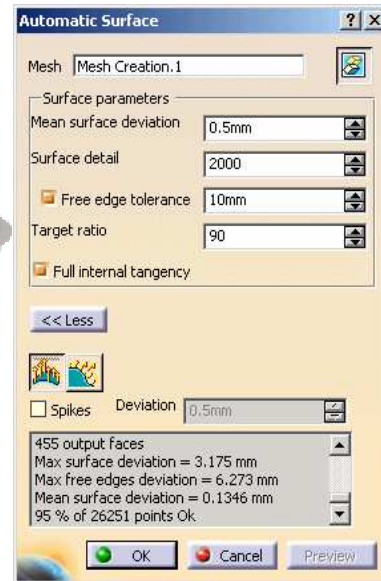 Automatic Surface
Mesh Mesh Creation.1
Surface parameters
Mean surface deviation 0.5mm
Surface detail 2000
Free edge tolerance 10mm
Target ratio 90
Full internal tangency
<< Less
Spikes Deviation 0.5mm
455 output faces
Max surface deviation = 3.175 mm
Max free edges deviation = 6.273 mm
Mean surface deviation = 0.1346 mm
95 % of 26251 points Ok
OK Cancel Preview